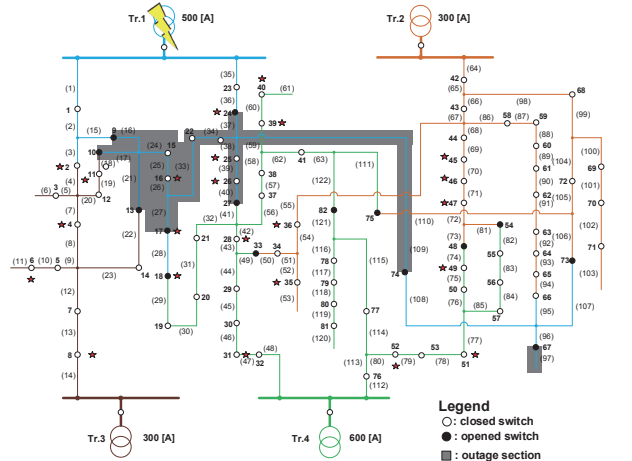 Tr.1 500 [A] Tr.2 300 [A]
(1) (35) 23 (36) 24 (37) 40 (61) (60) 39 42 (64) (65) 68
1 (2) (15) 9 (16) 22 (34) 38 (59) 43 (66) (67) (86) 58 (87) 59 (98) (99)
(3) 10 (17) (24) 15 25 (58) (62) 41 (63) (111) 44 (68) (69) (88) 60 (89) (100)
2 (18) 11 (19) 16 (33) (39) 38 45 (70) 61 (90) (104) 69 (101)
(6) 3 (5) (20) 12 (26) 26 (40) 27 37 (57) (122) 46 (71) 47 62 (91) 72 (105) 70
(7) 4 13 (27) (32) (41) (56) (55) 36 82 (121) 75 (110) (72) (81) 54 63 (92) (106) (102)
(8) (22) 17 21 (42) 28 (43) 33 34 (54) (116) 48 (73) (74) (82) 55 (93) 64 71
(11) 6 (10) 5 (9) (23) 14 (28) 18 (31) (49) (50) (51) (52) 78 (117) (115) (109) 74 49 (75) (83) 56 (94) 65 73 (103)
(12) (29) 20 (44) 29 (45) 35 (53) 79 (118) 80 (119) (108) 50 (76) (84) (95) 66 (107)
7 (13) 19 (30) 30 (46) 81 (120) 77 (114) (85) 57 (96)
8 (14) 31 (47) 32 (48) (113) (80) 52 (79) 53 (78) 51 (77) 67 (97)
76 (112)
Tr.3 300 [A] Tr.4 600 [A]
Legend
: closed switch
: opened switch
: outage section